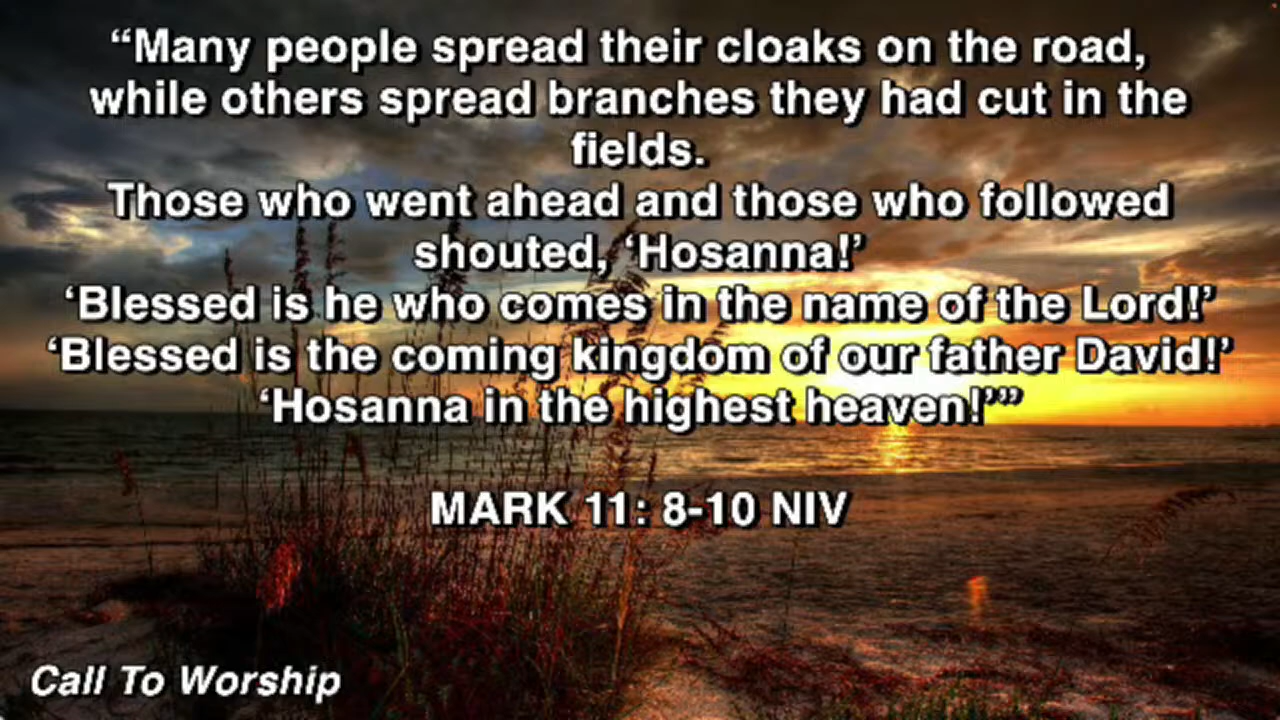 “Many people spread their cloaks on the road,
while others spread branches they had cut in the
fields.
Those who went ahead and those who followed
shouted, ‘Hosanna!’
‘Blessed is he who comes in the name of the Lord!’
‘Blessed is the coming kingdom of our father David!’
‘Hosanna in the highest heaven!’”
MARK 11: 8-10 NIV
Call To Worship